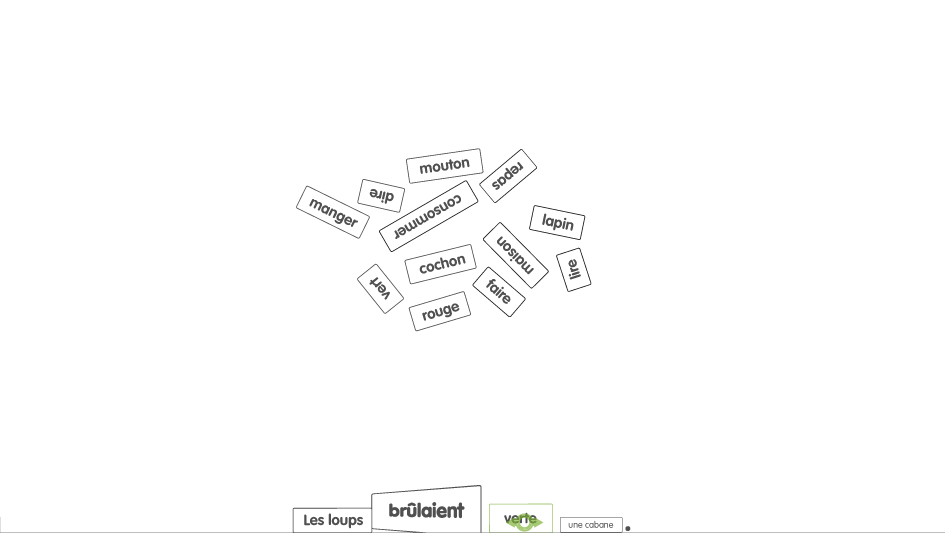 mouton
repas
dire
manger
consommer
lapin
maison
cochon
lire
vert
faire
rouge
Les loups brûlaient verte une cabane.